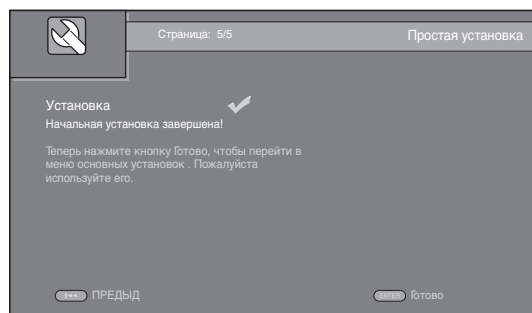 Страница: 5/5
Простая установка
Установка
Начальная установка завершена!
Теперь нажмите кнопку Готово, чтобы перейти в
меню основных установок . Пожалуйста
используйте его.
ПРЕДЫД
ENTER Готово